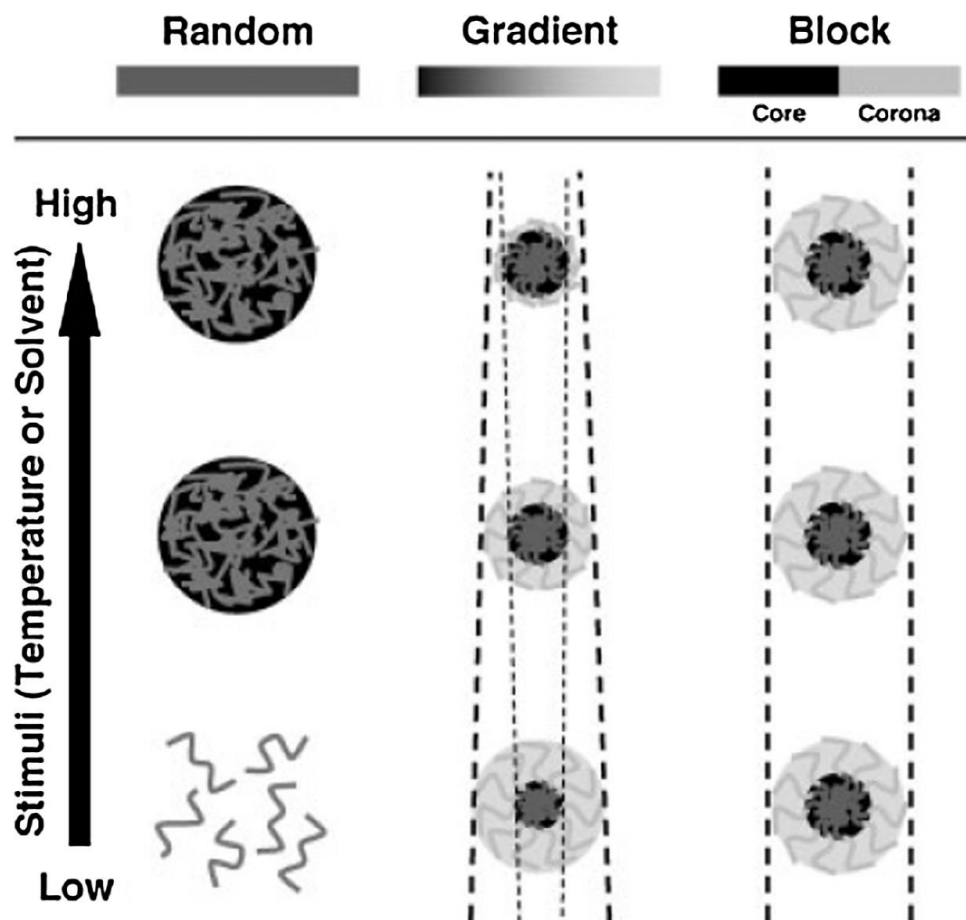 Random
Gradient
Block
Core
Corona
High
Stimuli (Temperature or Solvent)
Low